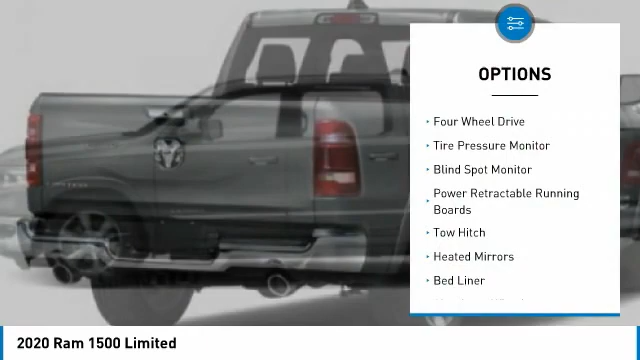 OPTIONS
Four Wheel Drive
Tire Pressure Monitor
Blind Spot Monitor
Power Retractable Running
Boards
Tow Hitch
Heated Mirrors
Bed Liner
2020 Ram 1500 Limited